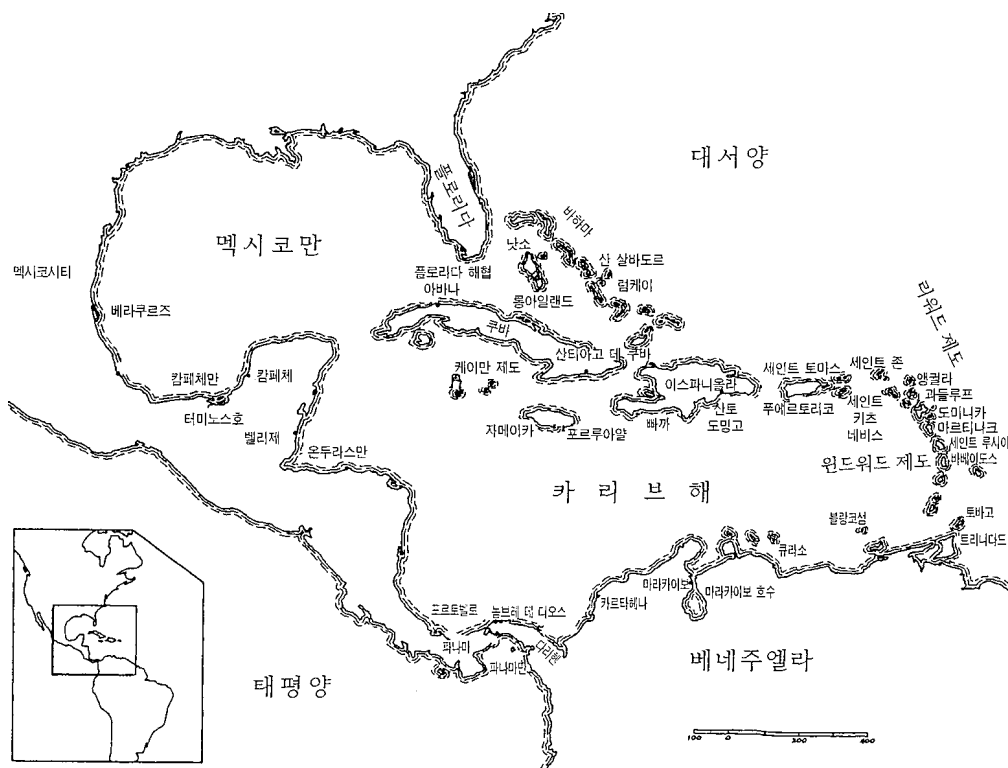 대서양
플로리다
바하마
멕시코만
낫소
산 살바도르
멕시코시티
플로리다 해협
럼케이
아바나
롱아일랜드
리워드 제도
베라쿠르즈
쿠바
산티아고 데 쿠바
세인트 토마스
세인트 존
캄페체만
캄페체
케이만 제도
이스파니올라
앵귈라
과들루프
터미노스호
푸에르토리코
세인트
키츠
네비스
도미니카
마르티니크
벨리제
자메이카
포르루아얄
빠까
산토
도밍고
세인트 루시아
온두라스만
윈드워드 제도
바베이도스
카 리 브 해
블랑코섬
토바고
큐라소
트리니다드
마라카이보
마라카이보 호수
포르토벨로
놈브레 데 디오스
카르타헤나
파나마
다리엔
파나마만
베네주엘라
태평양
100 0 200 400